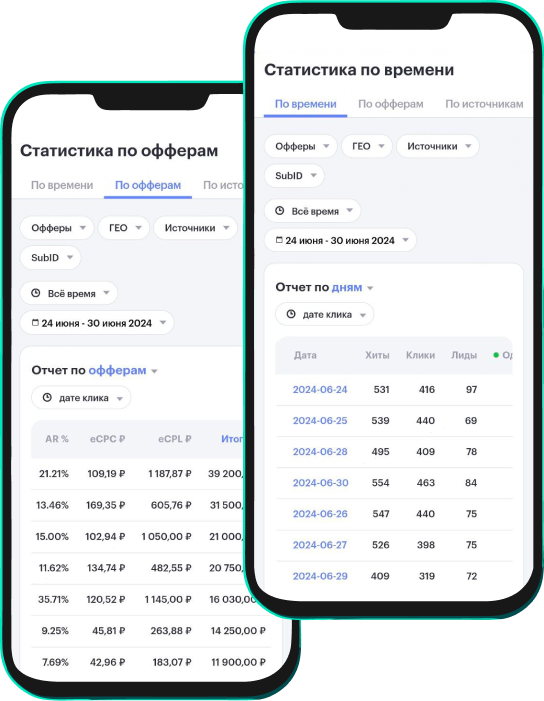 Статистика по офферам
По времени По офферам По исто
Офферы ГЕО Источники
SubID
Всё время
24 июня - 30 июня 2024
Отчет по офферам
дате клика
AR % eCPC ₽ eCPL ₽ Итог
21.21% 109,19 ₽ 1 187,87 ₽ 39 200,
13.46% 169,35 ₽ 605,76 ₽ 31 500,
15.00% 102,94 ₽ 1 050,00 ₽ 21 000,
11.62% 134,74 ₽ 482,55 ₽ 20 750,
35.71% 120,52 ₽ 1 145,00 ₽ 16 030,00
9.25% 45,81 ₽ 263,88 ₽ 14 250,00 ₽
7.69% 42,96 ₽ 183,07 ₽ 11 900,00 ₽
Статистика по времени
По времени По офферам По источникам
Офферы ГЕО Источники
SubID
Всё время
24 июня - 30 июня 2024
Отчет по дням
дате клика
Дата Хиты Клики Лиды Од
2024-06-24 531 416 97
2024-06-25 539 440 69
2024-06-28 495 409 78
2024-06-30 554 463 84
2024-06-26 547 440 75
2024-06-27 526 398 75
2024-06-29 409 319 72